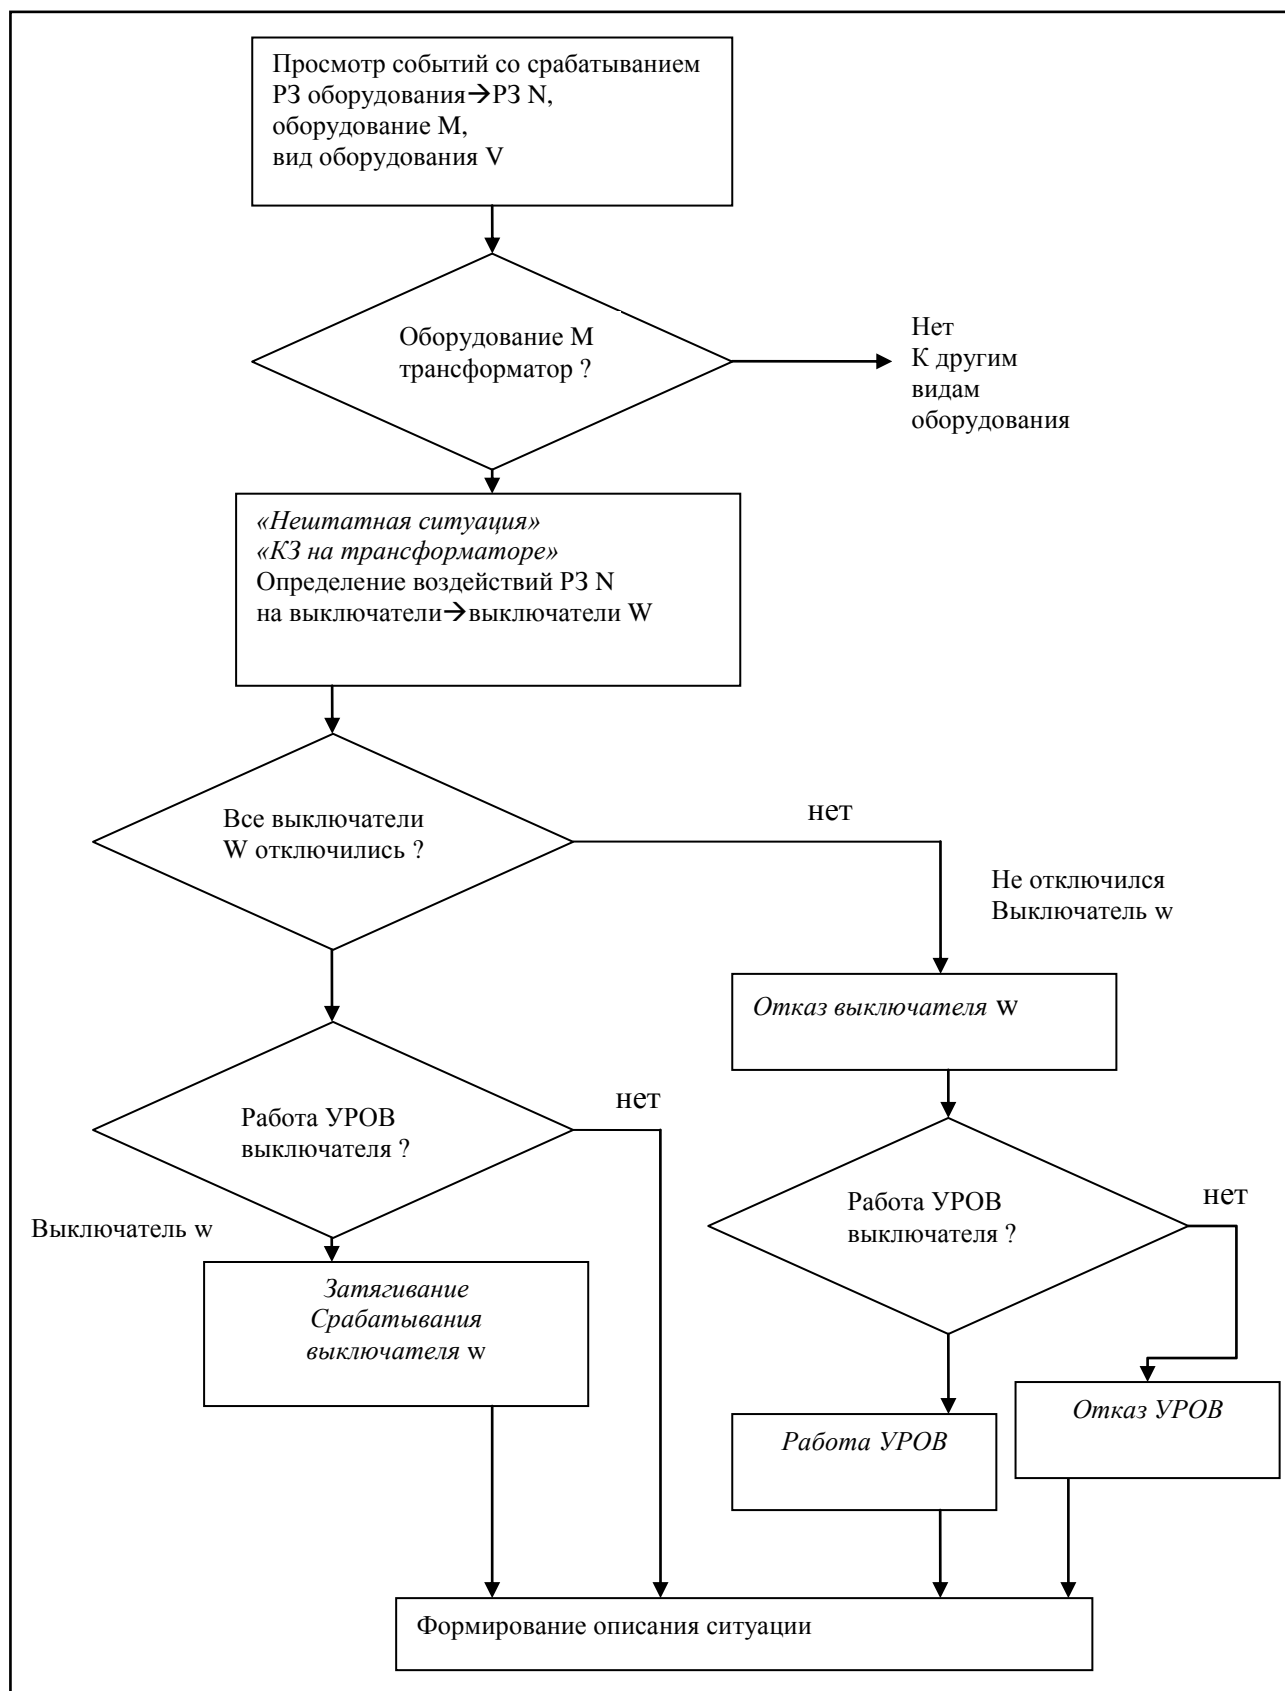 Просмотр событий со срабатыванием
РЗ оборудования→РЗ N,
оборудование M,
вид оборудования V
Оборудование М
трансформатор ?
Нет
К другим
видам
оборудования
«Нештатная ситуация»
«КЗ на трансформаторе»
Определение воздействий РЗ N
на выключатели→выключатели W
Все выключатели
W отключились ?
нет
Не отключился
Выключатель w
Отказ выключателя w
Работа УРОВ
выключателя ?
нет
Работа УРОВ
выключателя ?
нет
Выключатель w
Затягивание
Срабатывания
выключателя w
Работа УРОВ
Отказ УРОВ
Формирование описания ситуации